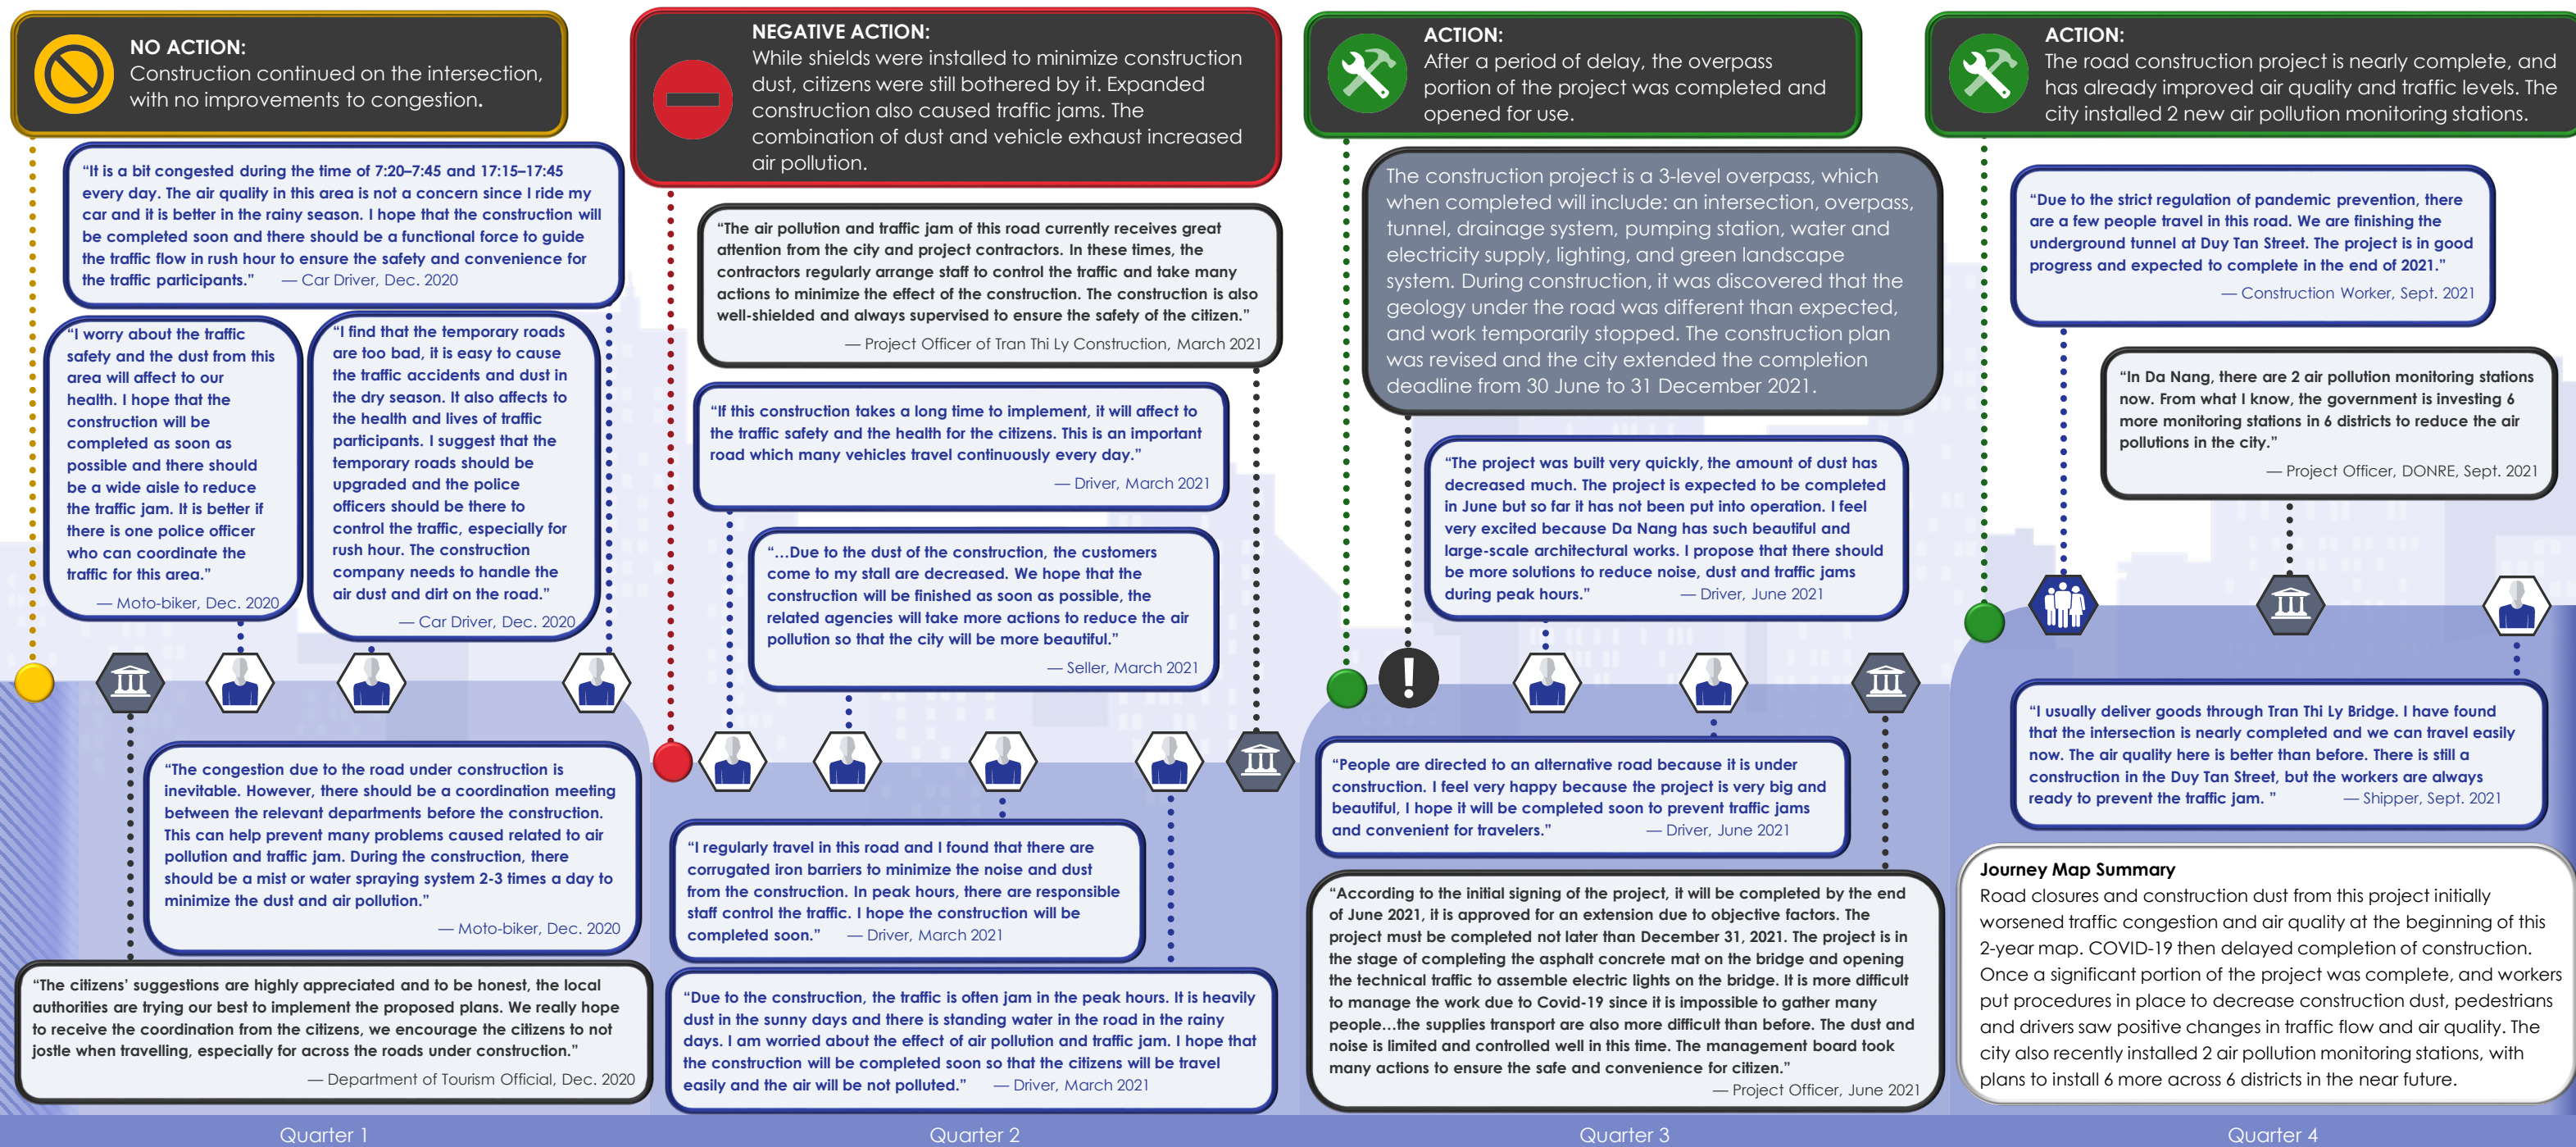 NO ACTION:
Construction continued on the intersection,
with no improvements to congestion.
“It is a bit congested during the time of 7:20–7:45 and 17:15–17:45
every day. The air quality in this area is not a concern since I ride my
car and it is better in the rainy season. I hope that the construction will
be completed soon and there should be a functional force to guide
the traffic flow in rush hour to ensure the safety and convenience for
the traffic participants.” — Car Driver, Dec. 2020
“I worry about the traffic
safety and the dust from this
area will affect to our
health. I hope that the
construction will be
completed as soon as
possible and there should
be a wide aisle to reduce
the traffic jam. It is better if
there is one police officer
who can coordinate the
traffic for this area.”
— Moto-biker, Dec. 2020
“I find that the temporary roads
are too bad, it is easy to cause
the traffic accidents and dust in
the dry season. It also affects to
the health and lives of traffic
participants. I suggest that the
temporary roads should be
upgraded and the police
officers should be there to
control the traffic, especially for
rush hour. The construction
company needs to handle the
air dust and dirt on the road.”
— Car Driver, Dec. 2020
“The congestion due to the road under construction is
inevitable. However, there should be a coordination meeting
between the relevant departments before the construction.
This can help prevent many problems caused related to air
pollution and traffic jam. During the construction, there
should be a mist or water spraying system 2-3 times a day to
minimize the dust and air pollution.”
— Moto-biker, Dec. 2020
“The citizens’ suggestions are highly appreciated and to be honest, the local
authorities are trying our best to implement the proposed plans. We really hope
to receive the coordination from the citizens, we encourage the citizens to not
jostle when travelling, especially for across the roads under construction.”
— Department of Tourism Official, Dec. 2020
Quarter 1
NEGATIVE ACTION:
While shields were installed to minimize construction
dust, citizens were still bothered by it. Expanded
construction also caused traffic jams. The
combination of dust and vehicle exhaust increased
air pollution.
“The air pollution and traffic jam of this road currently receives great
attention from the city and project contractors. In these times, the
contractors regularly arrange staff to control the traffic and take many
actions to minimize the effect of the construction. The construction is also
well-shielded and always supervised to ensure the safety of the citizen.”
— Project Officer of Tran Thi Ly Construction, March 2021
“If this construction takes a long time to implement, it will affect to
the traffic safety and the health for the citizens. This is an important
road which many vehicles travel continuously every day.”
— Driver, March 2021
“…Due to the dust of the construction, the customers
come to my stall are decreased. We hope that the
construction will be finished as soon as possible, the
related agencies will take more actions to reduce the air
pollution so that the city will be more beautiful.”
— Seller, March 2021
“I regularly travel in this road and I found that there are
corrugated iron barriers to minimize the noise and dust
from the construction. In peak hours, there are responsible
staff control the traffic. I hope the construction will be
completed soon.” — Driver, March 2021
“Due to the construction, the traffic is often jam in the peak hours. It is heavily
dust in the sunny days and there is standing water in the road in the rainy
days. I am worried about the effect of air pollution and traffic jam. I hope that
the construction will be completed soon so that the citizens will be travel
easily and the air will be not polluted.” — Driver, March 2021
Quarter 2
ACTION:
After a period of delay, the overpass
portion of the project was completed and
opened for use.
The construction project is a 3-level overpass, which
when completed will include: an intersection, overpass,
tunnel, drainage system, pumping station, water and
electricity supply, lighting, and green landscape
system. During construction, it was discovered that the
geology under the road was different than expected,
and work temporarily stopped. The construction plan
was revised and the city extended the completion
deadline from 30 June to 31 December 2021.
“The project was built very quickly, the amount of dust has
decreased much. The project is expected to be completed
in June but so far it has not been put into operation. I feel
very excited because Da Nang has such beautiful and
large-scale architectural works. I propose that there should
be more solutions to reduce noise, dust and traffic jams
during peak hours.” — Driver, June 2021
“People are directed to an alternative road because it is under
construction. I feel very happy because the project is very big and
beautiful, I hope it will be completed soon to prevent traffic jams
and convenient for travelers.” — Driver, June 2021
“According to the initial signing of the project, it will be completed by the end
of June 2021, it is approved for an extension due to objective factors. The
project must be completed not later than December 31, 2021. The project is in
the stage of completing the asphalt concrete mat on the bridge and opening
the technical traffic to assemble electric lights on the bridge. It is more difficult
to manage the work due to Covid-19 since it is impossible to gather many
people…the supplies transport are also more difficult than before. The dust and
noise is limited and controlled well in this time. The management board took
many actions to ensure the safe and convenience for citizen.”
— Project Officer, June 2021
Quarter 3
ACTION:
The road construction project is nearly complete, and
has already improved air quality and traffic levels. The
city installed 2 new air pollution monitoring stations.
“Due to the strict regulation of pandemic prevention, there
are a few people travel in this road. We are finishing the
underground tunnel at Duy Tan Street. The project is in good
progress and expected to complete in the end of 2021.”
— Construction Worker, Sept. 2021
“In Da Nang, there are 2 air pollution monitoring stations
now. From what I know, the government is investing 6
more monitoring stations in 6 districts to reduce the air
pollutions in the city.”
— Project Officer, DONRE, Sept. 2021
“I usually deliver goods through Tran Thi Ly Bridge. I have found
that the intersection is nearly completed and we can travel easily
now. The air quality here is better than before. There is still a
construction in the Duy Tan Street, but the workers are always
ready to prevent the traffic jam. ” — Shipper, Sept. 2021
Journey Map Summary
Road closures and construction dust from this project initially
worsened traffic congestion and air quality at the beginning of this
2-year map. COVID-19 then delayed completion of construction.
Once a significant portion of the project was complete, and workers
put procedures in place to decrease construction dust, pedestrians
and drivers saw positive changes in traffic flow and air quality. The
city also recently installed 2 air pollution monitoring stations, with
plans to install 6 more across 6 districts in the near future.
Quarter 4